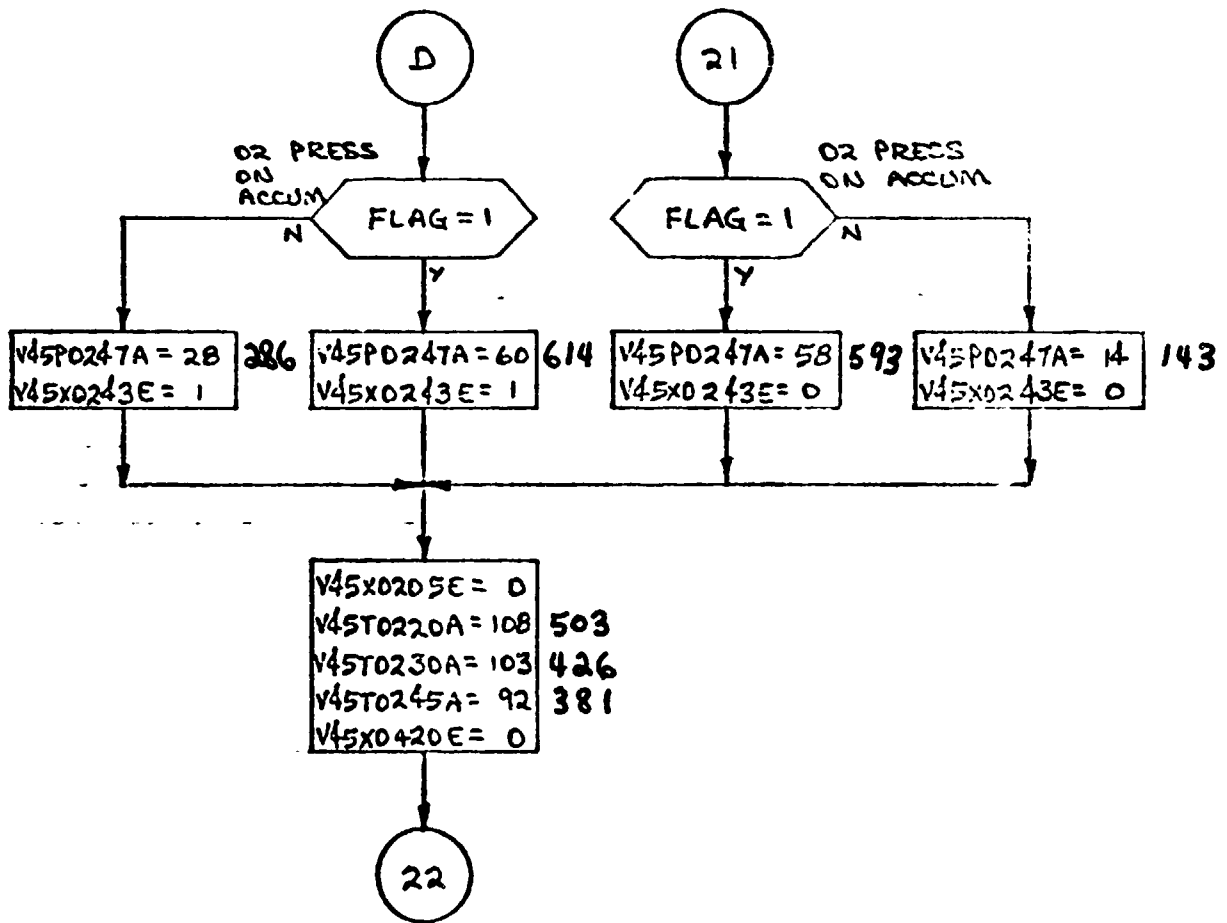 D
21
O2 PRESS
ON
ACCUM
O2 PRESS
ON ACCUM
FLAG = 1
N
Y
FLAG = 1
N
Y
V45P0247A = 28 286
V45X0243E = 1
V45P0247A = 60 614
V45X0243E = 1
V45P0247A = 58 593
V45X0243E = 0
V45P0247A = 14 143
V45X0243E = 0
V45X0205E = 0
V45T0220A = 108 503
V45T0230A = 103 426
V45T0245A = 92 381
V45X0420E = 0
22